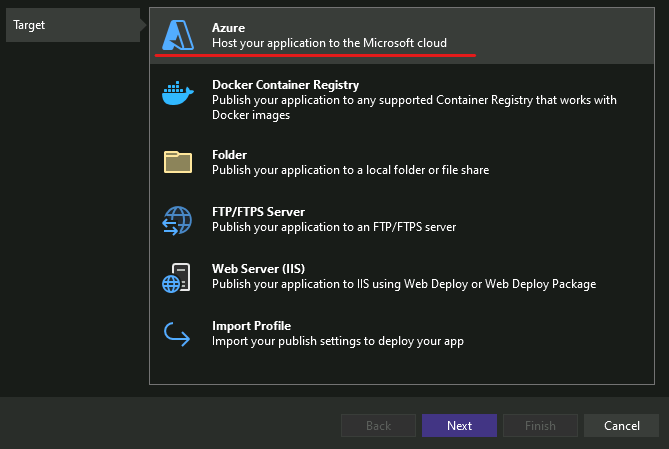 Target
Azure
Host your application to the Microsoft cloud
Docker Container Registry
Publish your application to any supported Container Registry that works with
Docker images
Folder
Publish your application to a local folder or file share
FTP/FTPS Server
Publish your application to an FTP/FTPS server
Web Server (IIS)
Publish your application to IIS using Web Deploy or Web Deploy Package
Import Profile
Import your publish settings to deploy your app
Back
Next
Finish
Cancel